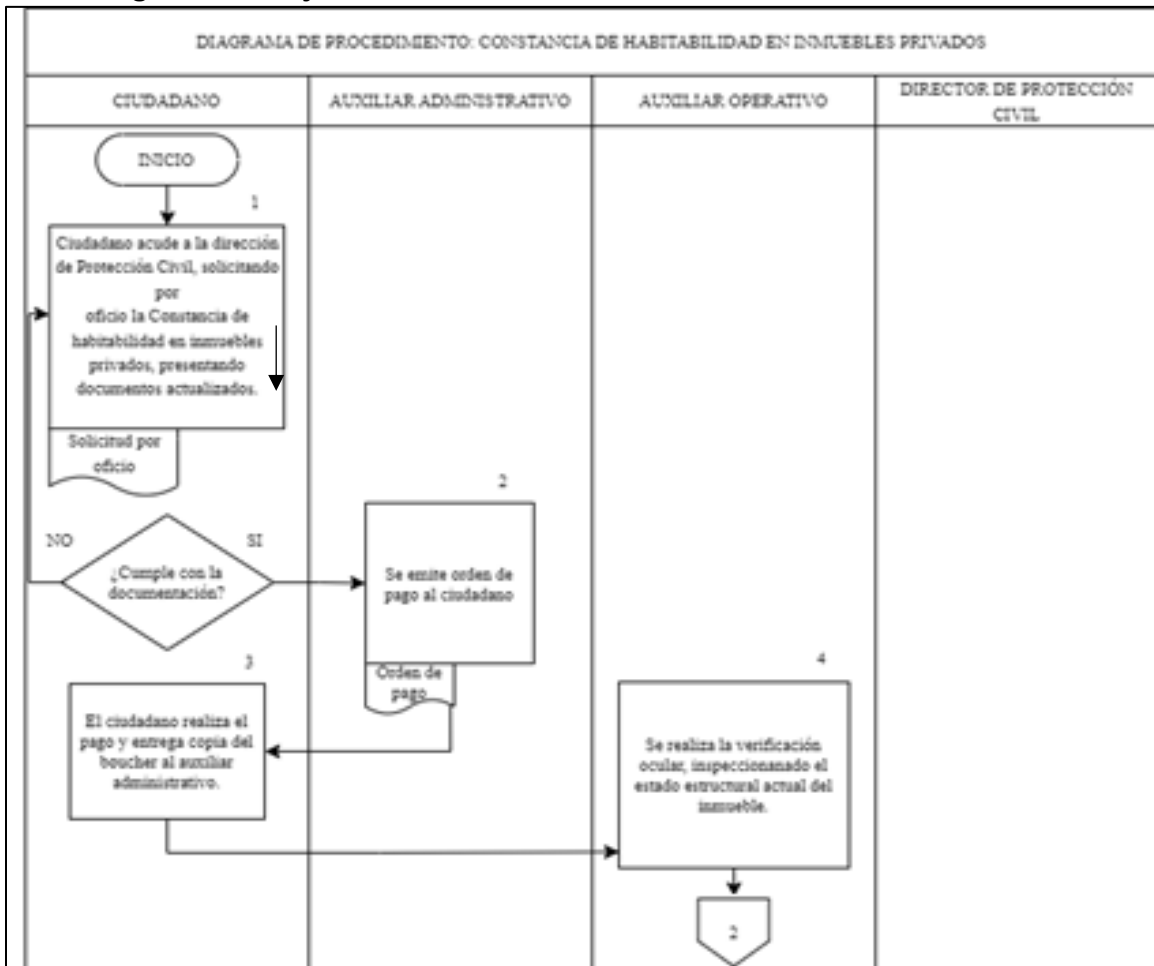 DIAGRAMA DE PROCEDIMIENTO: CONSTANCIA DE HABITABILIDAD EN INMUEBLES PRIVADOS
CIUDADANO
AUXILIAR ADMINISTRATIVO
AUXILIAR OPERATIVO
DIRECTOR DE PROTECCIÓN
CIVIL
INICIO
1
Ciudadano acude a la dirección
de Protección Civil, solicitando
por
oficio la Constancia de
habitabilidad en inmuebles
privados, presentando
documentos actualizados.
Solicitud por
oficio
NO
SI
¿Cumple con la
documentación?
2
Se emite orden de
pago al ciudadano
Orden de
pago
3
El ciudadano realiza el
pago y entrega copia del
boucher al auxiliar
administrativo.
4
Se realiza la verificación
ocular, inspeccionanado el
estado estructural actual del
inmueble.
2